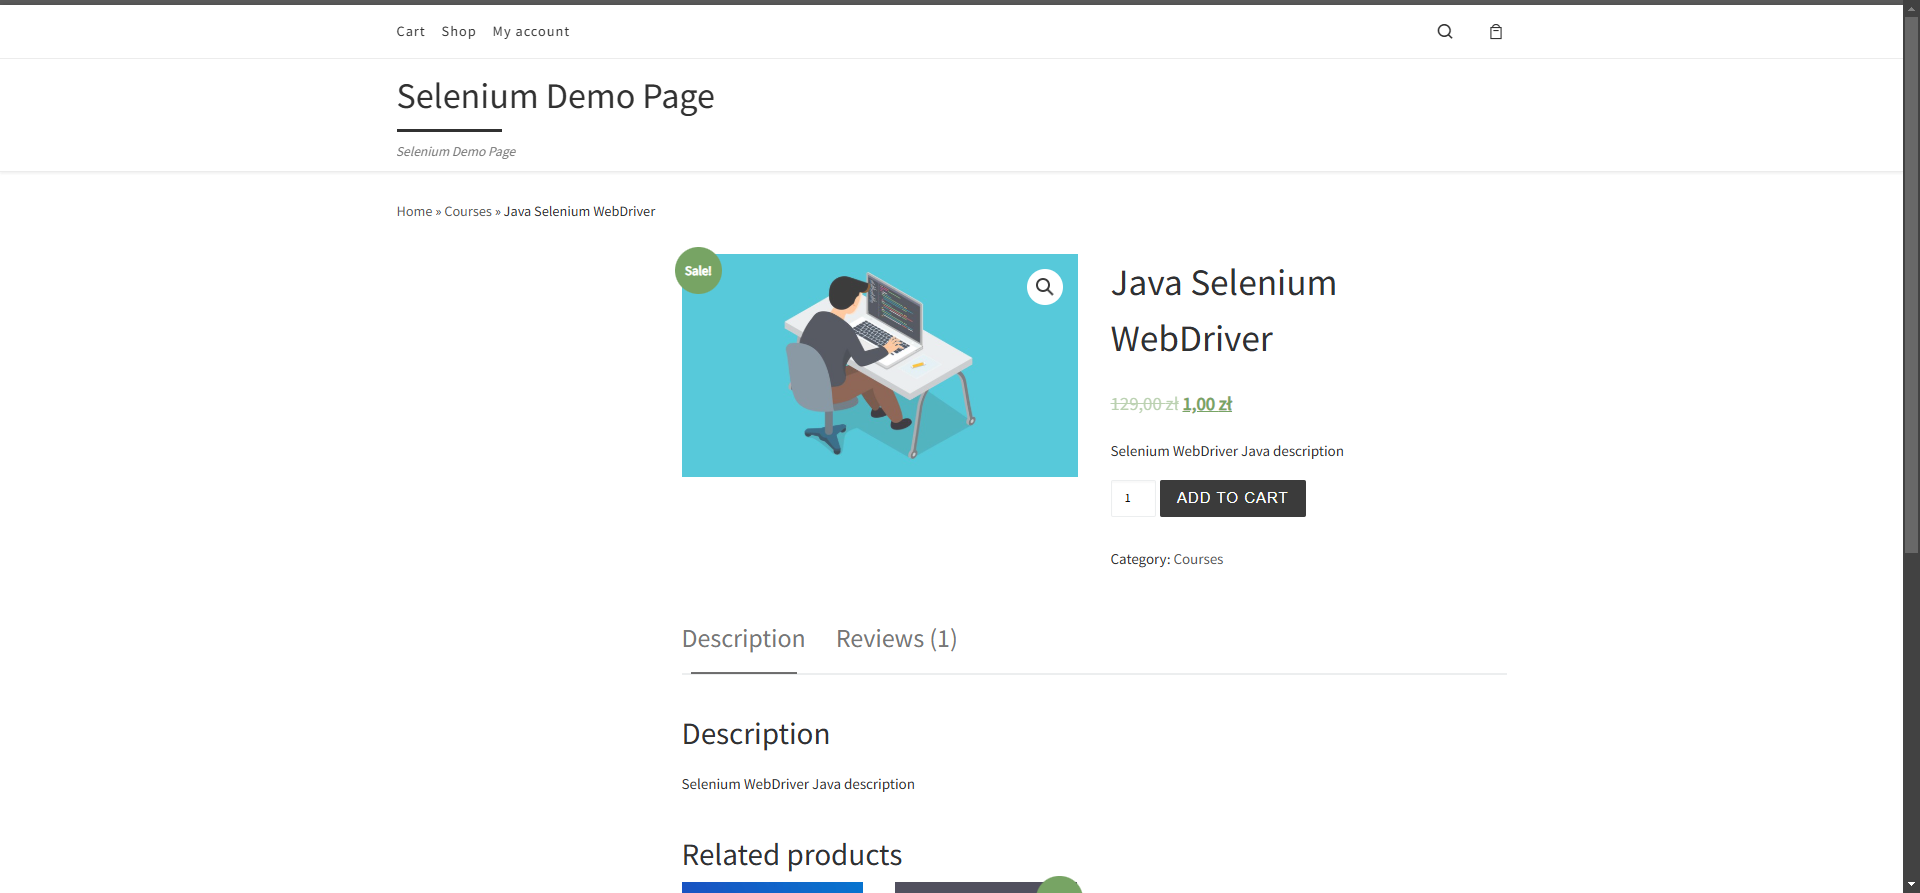 Cart Shop My account
Selenium Demo Page
Selenium Demo Page
Home » Courses » Java Selenium WebDriver
Sale!
Java Selenium
WebDriver
129,00 zł 1,00 zł
Selenium WebDriver Java description
1 ADD TO CART
Category: Courses
Description Reviews (1)
Description
Selenium WebDriver Java description
Related products